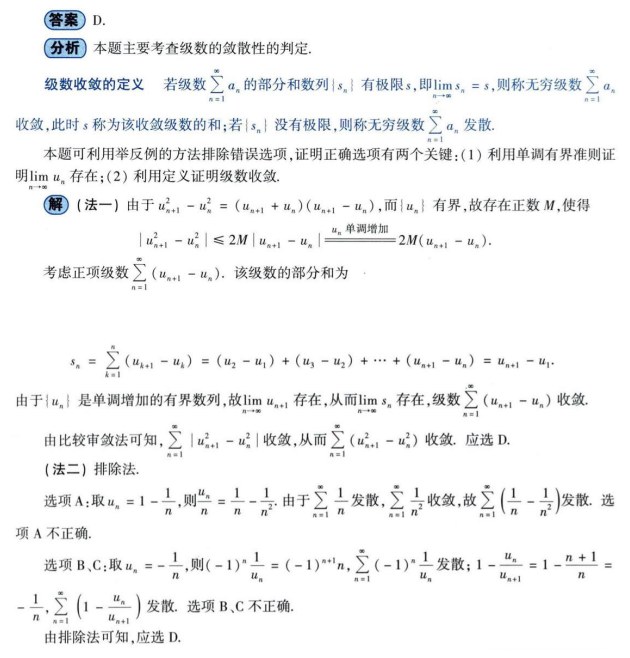 答案 D.
分析 本题主要考查级数的敛散性的判定.
级数收敛的定义 若级数 $\sum_{n=1}^{\infty} a_n$ 的部分和数列 $\{s_n\}$ 有极限 s,即 $\lim_{n\to\infty} s_n = s$,则称无穷级数 $\sum_{n=1}^{\infty} a_n$
收敛,此时 s 称为该收敛级数的和;若 $\{s_n\}$ 没有极限,则称无穷级数 $\sum_{n=1}^{\infty} a_n$ 发散.
本题可利用举反例的方法排除错误选项,证明正确选项有两个关键:(1) 利用单调有界准则证
明 $\lim_{n\to\infty} u_n$ 存在;(2) 利用定义证明级数收敛.
解 (法一) 由于 $u_{n+1}^2 - u_n^2 = (u_{n+1} + u_n)(u_{n+1} - u_n)$,而 $\{u_n\}$ 有界,故存在正数 M,使得
$|u_{n+1}^2 - u_n^2| \leq 2M|u_{n+1} - u_n| \xlongequal{u_n \text{单调增加}} 2M(u_{n+1} - u_n)$.
考虑正项级数 $\sum_{n=1}^{\infty} (u_{n+1} - u_n)$. 该级数的部分和为
$s_n = \sum_{k=1}^{n} (u_{k+1} - u_k) = (u_2 - u_1) + (u_3 - u_2) + \cdots + (u_{n+1} - u_n) = u_{n+1} - u_1$.
由于 $\{u_n\}$ 是单调增加的有界数列,故 $\lim_{n\to\infty} u_{n+1}$ 存在,从而 $\lim_{n\to\infty} s_n$ 存在,级数 $\sum_{n=1}^{\infty} (u_{n+1} - u_n)$ 收敛.
由比较审敛法可知, $\sum_{n=1}^{\infty} |u_{n+1}^2 - u_n^2|$ 收敛,从而 $\sum_{n=1}^{\infty} (u_{n+1}^2 - u_n^2)$ 收敛. 应选 D.
(法二) 排除法.
选项 A:取 $u_n = 1 - \frac{1}{n}$,则 $\frac{u_n}{n} = \frac{1}{n} - \frac{1}{n^2}$. 由于 $\sum_{n=1}^{\infty} \frac{1}{n}$ 发散, $\sum_{n=1}^{\infty} \frac{1}{n^2}$ 收敛,故 $\sum_{n=1}^{\infty} \left(\frac{1}{n} - \frac{1}{n^2}\right)$ 发散. 选
项 A 不正确.
选项 B、C:取 $u_n = -\frac{1}{n}$,则 $(-1)^n \frac{1}{u_n} = (-1)^{n+1} n$, $\sum_{n=1}^{\infty} (-1)^n \frac{1}{u_n}$ 发散; $1 - \frac{u_n}{u_{n+1}} = 1 - \frac{n+1}{n} =$
$-\frac{1}{n}$, $\sum_{n=1}^{\infty} \left(1 - \frac{u_n}{u_{n+1}}\right)$ 发散. 选项 B、C 不正确.
由排除法可知,应选 D.